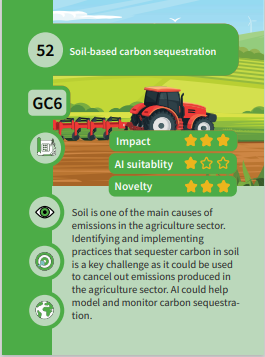 52
Soil-based carbon sequestration
GC6
Impact
AI suitablity
Novelty
Soil is one of the main causes of
emissions in the agriculture sector.
Identifying and implementing
practices that sequester carbon in soil
is a key challenge as it could be used
to cancel out emissions produced in
the agriculture sector. AI could help
model and monitor carbon sequestra-
tion.